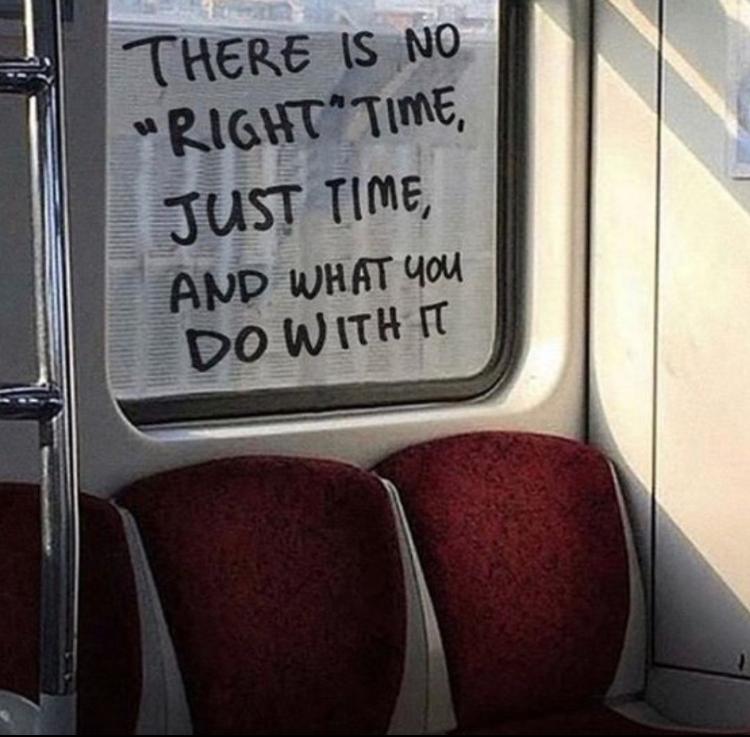 THERE IS NO
"RIGHT" TIME,
JUST TIME,
AND WHAT YOU
DO WITH IT